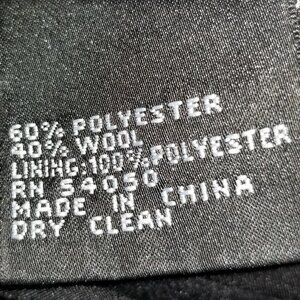 60% POLYESTER
40% WOOL
LINING:100% POLYESTER
RN 54050
MADE IN CHINA
DRY CLEAN